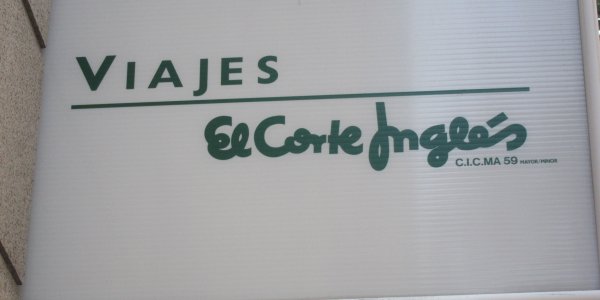 VIAJES
El Corte Inglés
C.I.C.MA 59 MAYOR/MINOR